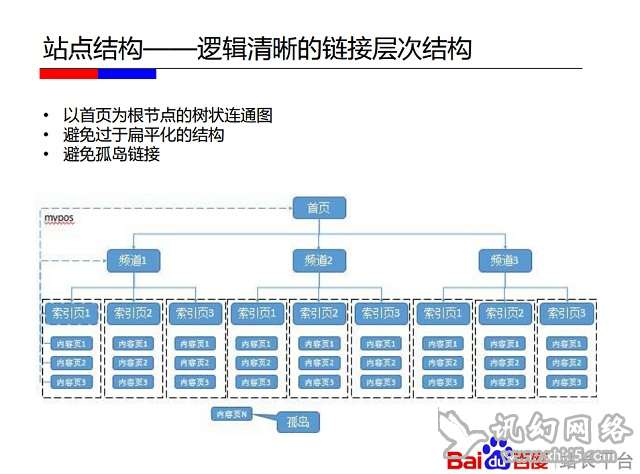 站点结构——逻辑清晰的链接层次结构
• 以首页为根节点的树状连通图
• 避免过于扁平化的结构
• 避免孤岛链接
首页
mypos
频道1 频道2 频道3
索引页1 索引页2 索引页3 索引页1 索引页2 索引页3 索引页1 索引页2 索引页3
内容页1 内容页1 内容页1 内容页1 内容页1 内容页1 内容页1 内容页1 内容页1
内容页2 内容页2 内容页2 内容页2 内容页2 内容页2 内容页2 内容页2 内容页2
内容页3 内容页3 内容页3 内容页3 内容页3 内容页3 内容页3 内容页3 内容页3
内容页N
孤岛
讯幻网络
Bai du 百度 站长平台